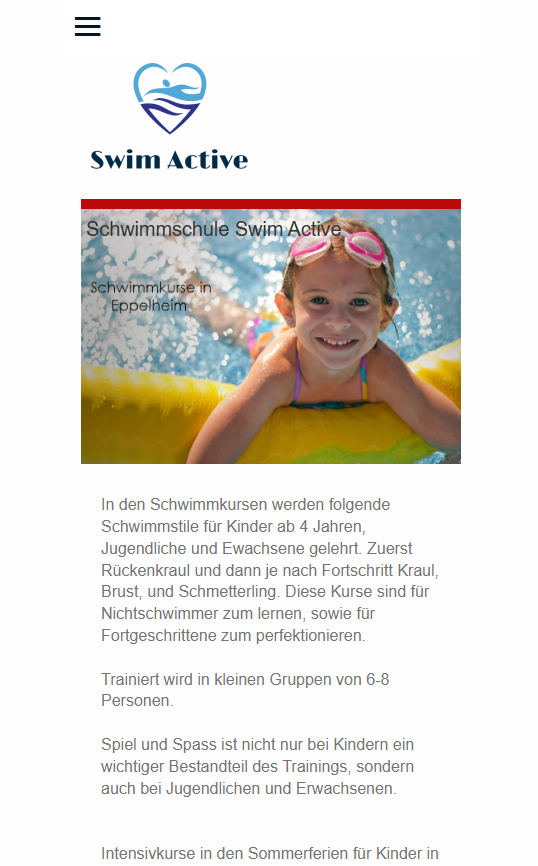 Swim Active
Schwimmschule Swim Active
Schwimmkurse in
Eppelheim
In den Schwimmkursen werden folgende
Schwimmstile für Kinder ab 4 Jahren,
Jugendliche und Ewachsene gelehrt. Zuerst
Rückenkraul und dann je nach Fortschritt Kraul,
Brust, und Schmetterling. Diese Kurse sind für
Nichtschwimmer zum lernen, sowie für
Fortgeschrittene zum perfektionieren.
Trainiert wird in kleinen Gruppen von 6-8
Personen.
Spiel und Spass ist nicht nur bei Kindern ein
wichtiger Bestandteil des Trainings, sondern
auch bei Jugendlichen und Erwachsenen.
Intensivkurse in den Sommerferien für Kinder in